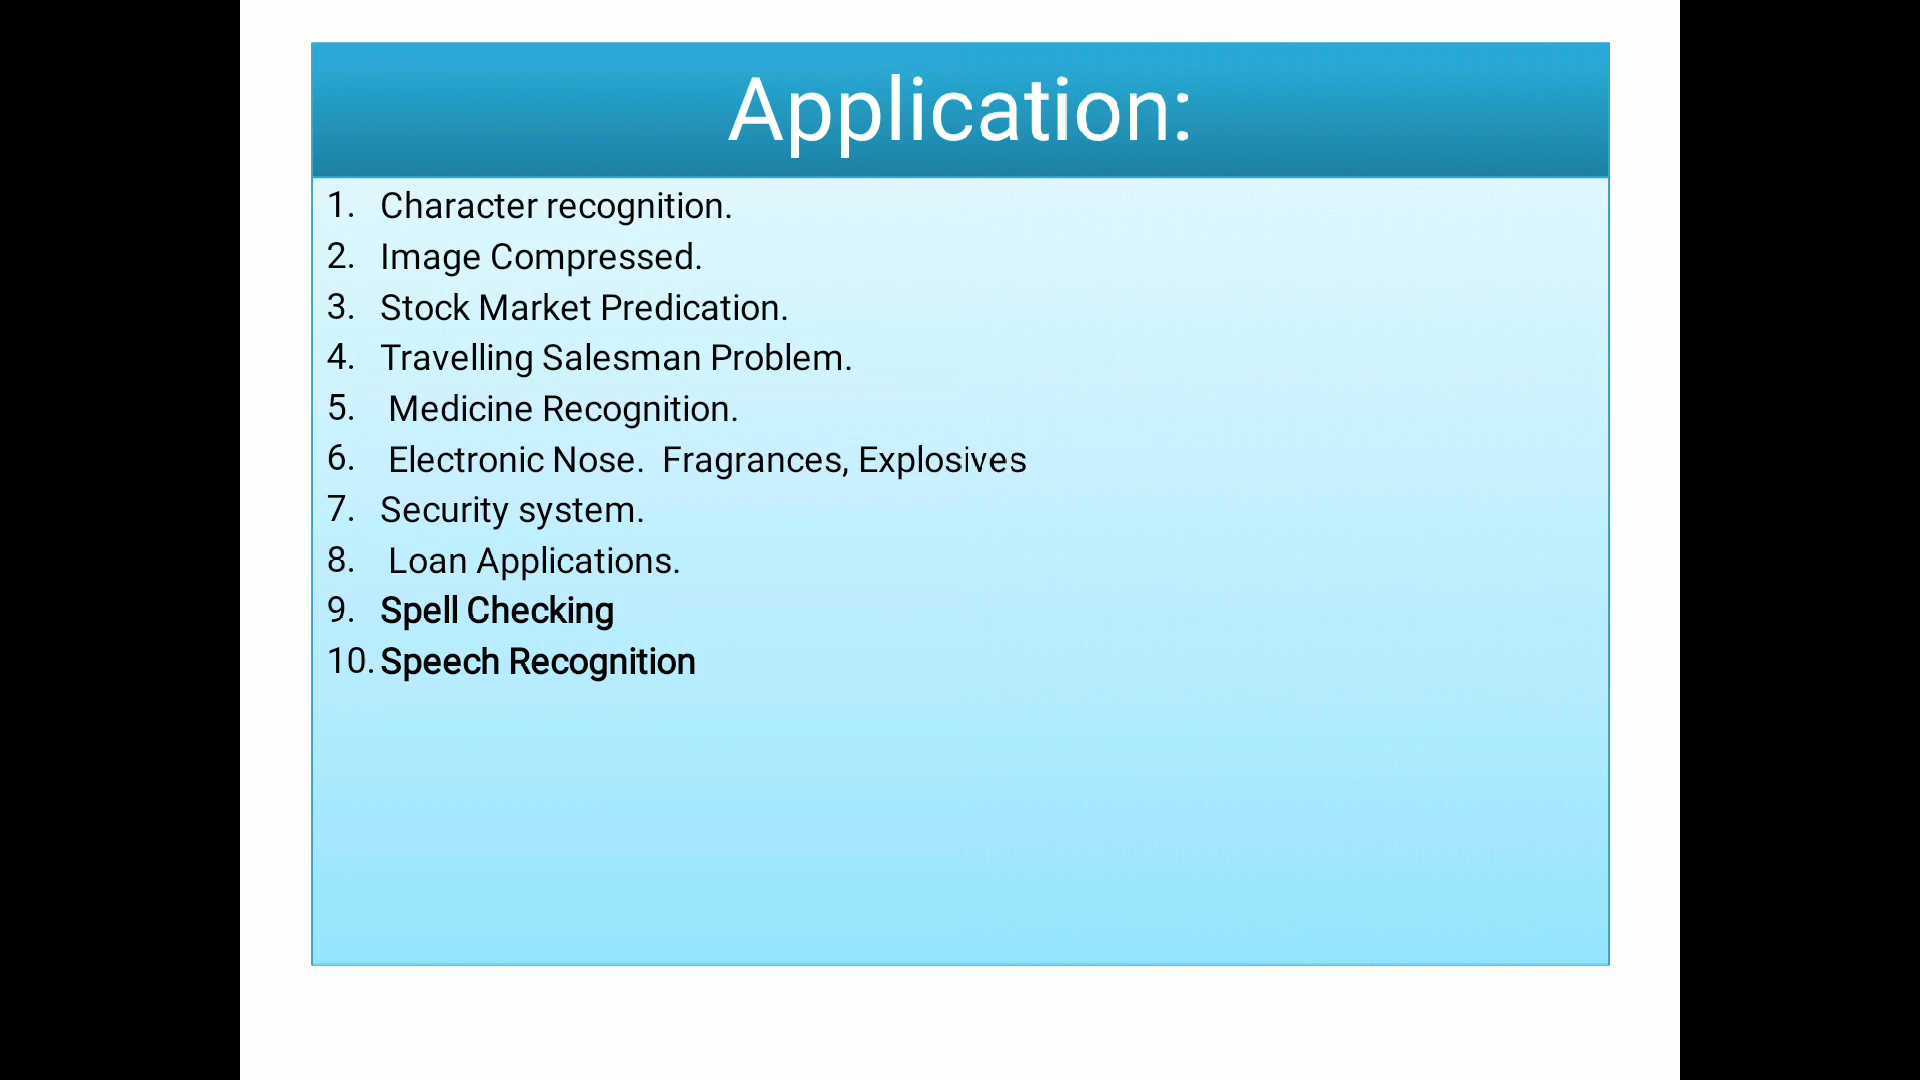 Application:
1. Character recognition.
2. Image Compressed.
3. Stock Market Predication.
4. Travelling Salesman Problem.
5. Medicine Recognition.
6. Electronic Nose. Fragrances, Explosives
7. Security system.
8. Loan Applications.
9. Spell Checking
10. Speech Recognition